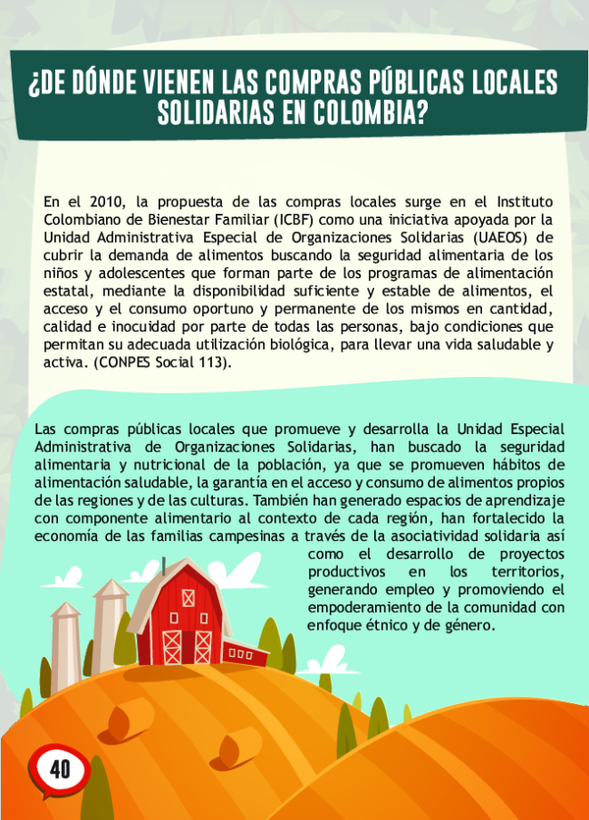 ¿DE DÓNDE VIENEN LAS COMPRAS PÚBLICAS LOCALES
SOLIDARIAS EN COLOMBIA?
En el 2010, la propuesta de las compras locales surge en el Instituto
Colombiano de Bienestar Familiar (ICBF) como una iniciativa apoyada por la
Unidad Administrativa Especial de Organizaciones Solidarias (UAEOS) de
cubrir la demanda de alimentos buscando la seguridad alimentaria de los
niños y adolescentes que forman parte de los programas de alimentación
estatal, mediante la disponibilidad suficiente y estable de alimentos, el
acceso y el consumo oportuno y permanente de los mismos en cantidad,
calidad e inocuidad por parte de todas las personas, bajo condiciones que
permitan su adecuada utilización biológica, para llevar una vida saludable y
activa. (CONPES Social 113).
Las compras públicas locales que promueve y desarrolla la Unidad Especial
Administrativa de Organizaciones Solidarias, han buscado la seguridad
alimentaria y nutricional de la población, ya que se promueven hábitos de
alimentación saludable, la garantía en el acceso y consumo de alimentos propios
de las regiones y de las culturas. También han generado espacios de aprendizaje
con componente alimentario al contexto de cada región, han fortalecido la
economía de las familias campesinas a través de la asociatividad solidaria así
como el desarrollo de proyectos
productivos en los territorios,
generando empleo y promoviendo el
empoderamiento de la comunidad con
enfoque étnico y de género.
40